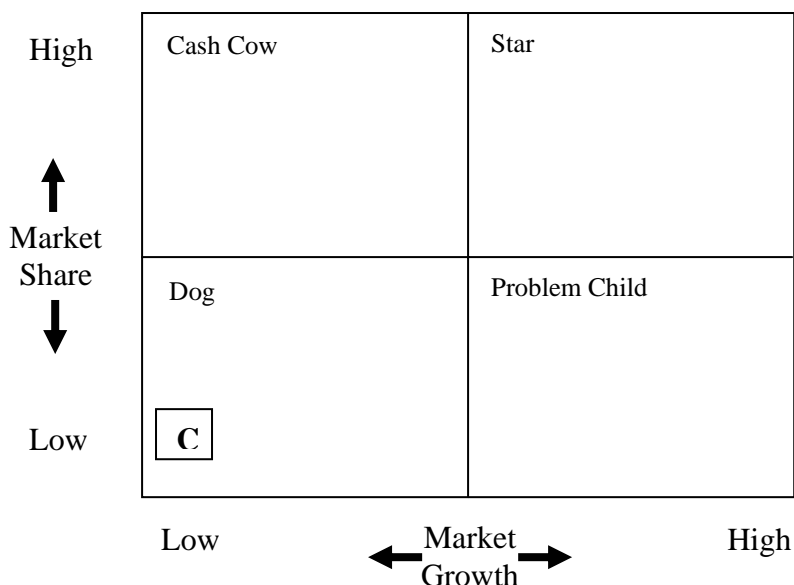 High
Cash Cow
Star
Market
Share
Dog
Problem Child
Low
C
Low
Market
Growth
High